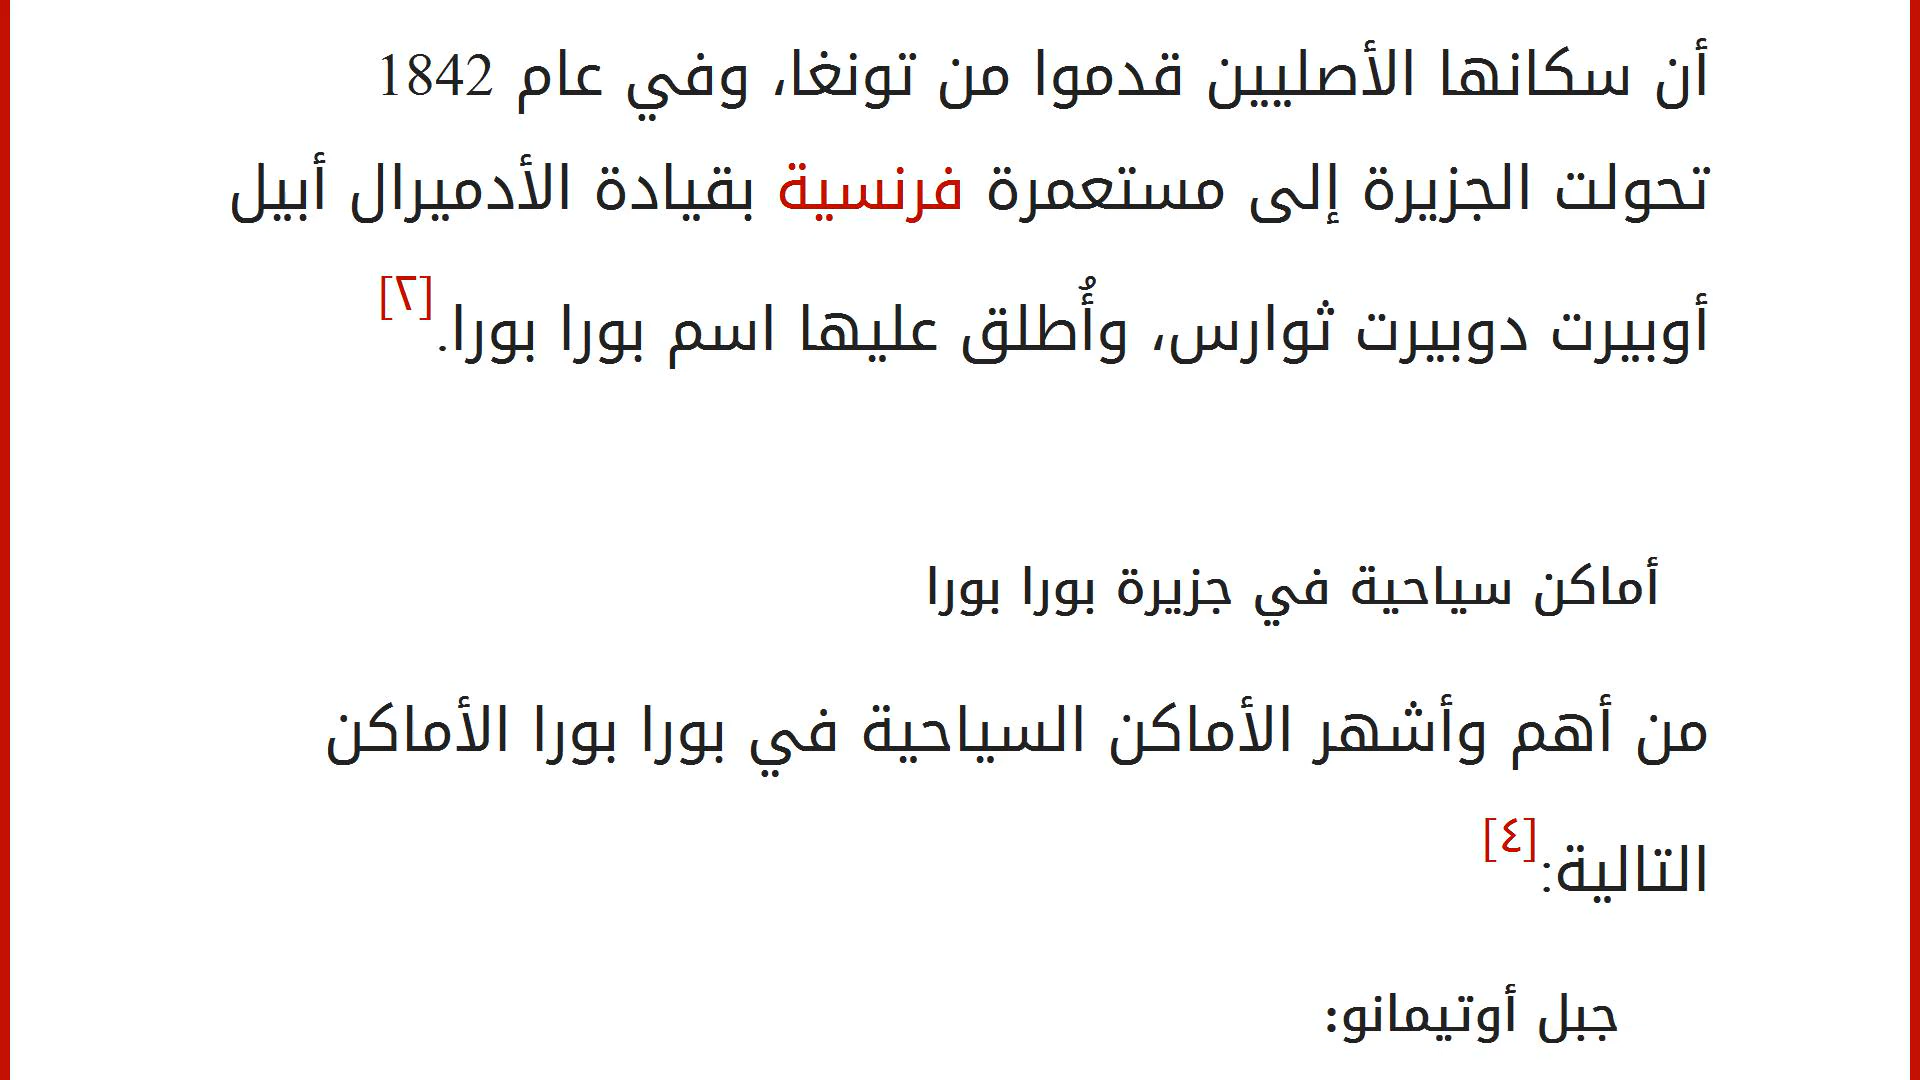 أن سكانها الأصليين قدموا من تونغا، وفي عام 1842
تحولت الجزيرة إلى مستعمرة فرنسية بقيادة الأدميرال أبيل
أوبيرت دوبيرت ثوارس، وأُطلق عليها اسم بورا بورا.[٢]
أماكن سياحية في جزيرة بورا بورا
من أهم وأشهر الأماكن السياحية في بورا بورا الأماكن
التالية:[٤]
جبل أوتيمانو: